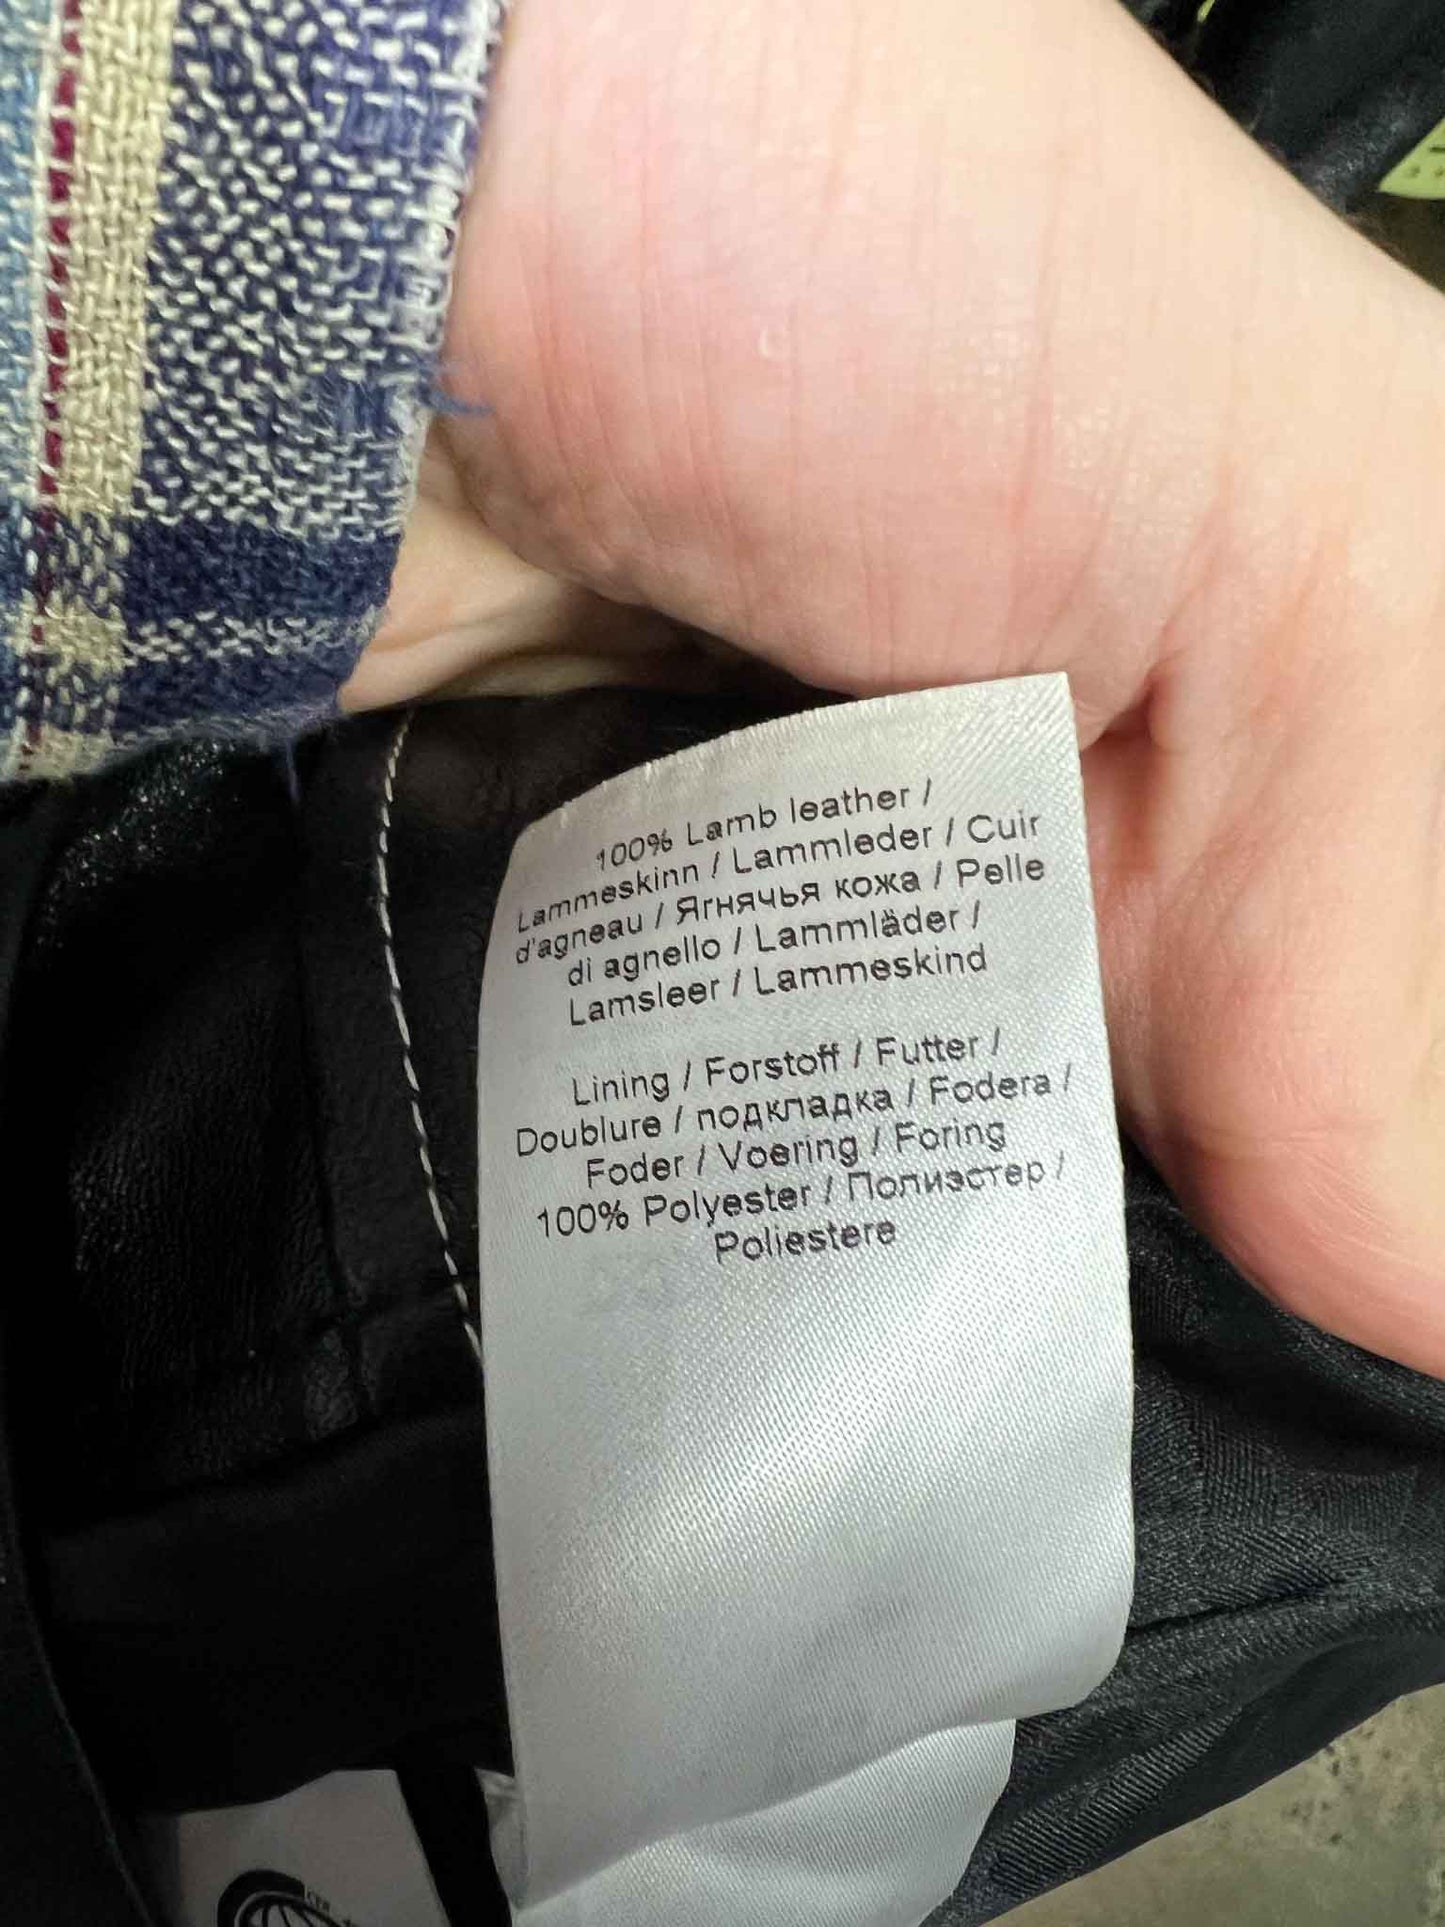 100% Lamb leather /
Lammeskinn / Lammleder / Cuir
d'agneau / Ягнячья кожа / Pelle
di agnello / Lammläder /
Lamsleer / Lammeskind
Lining / Forstoff / Futter /
Doublure / подкладка / Fodera /
Foder / Voering / Foring
100% Polyester / Полиэстер /
Poliestere